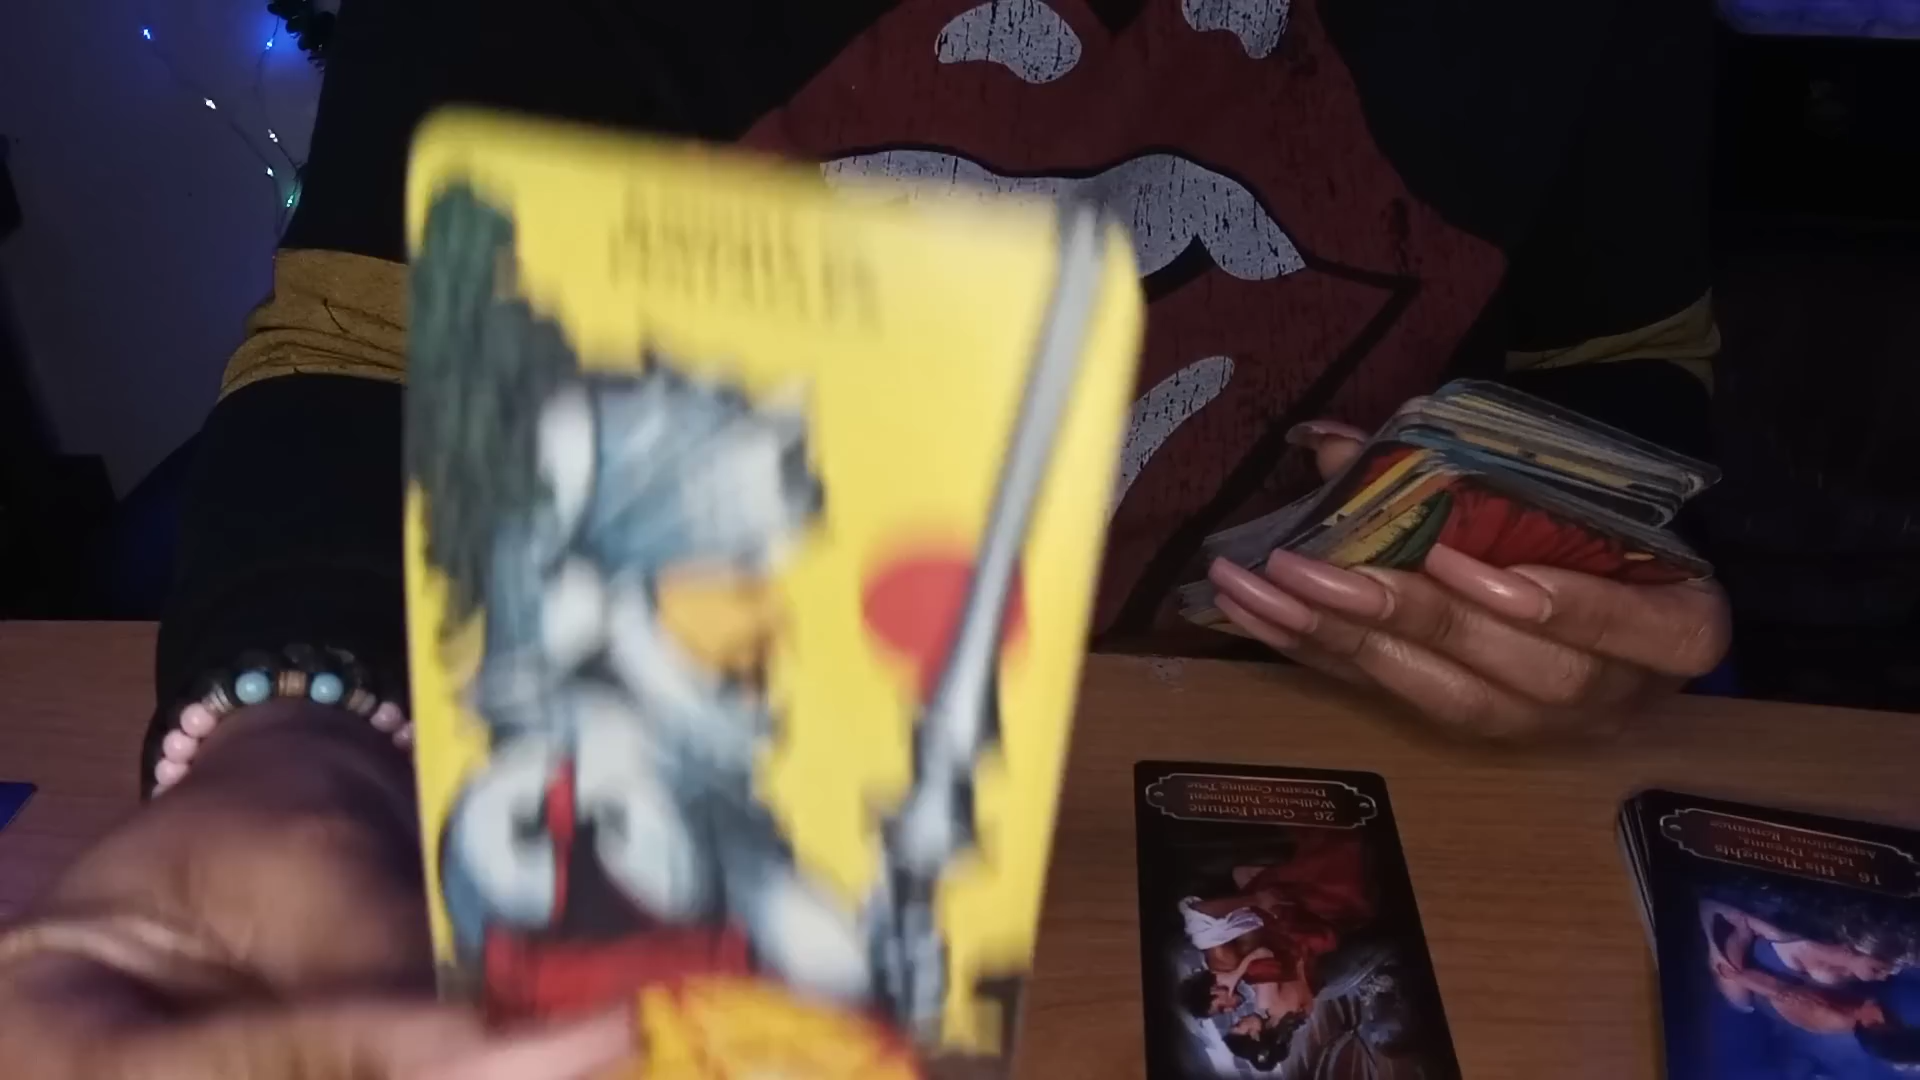 26 - Great Fortune
Wellbeing, Fulfillment
Dreams Coming True
16 - His Thoughts
Ideas, Dreams,
Aspirations, Romance